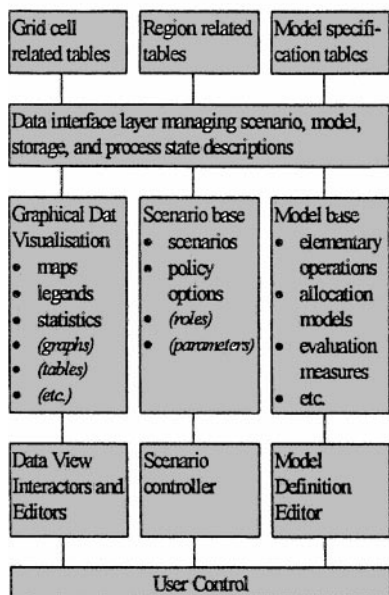 Grid cell
related tables
Region related
tables
Model specifi-
cation tables
Data interface layer managing scenario, model,
storage, and process state descriptions
Graphical Dat
Visualisation
• maps
• legends
• statistics
• (graphs)
• (tables)
• (etc.)
Scenario base
• scenarios
• policy
options
• (roles)
• (parameters)
Model base
• elementary
operations
• allocation
models
• evaluation
measures
• etc.
Data View
Interactors and
Editors
Scenario
controller
Model
Definition
Editor
User Control